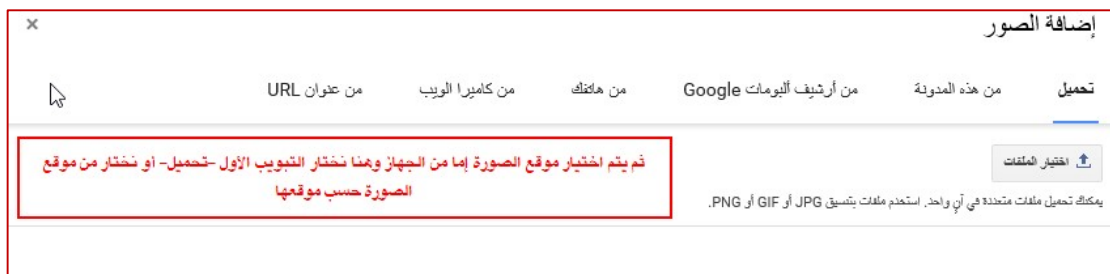 إضافة الصور
×
تحميل
من هذه المدونة
من أرشيف ألبومات Google
من هاتفك
من كاميرا الويب
من عنوان URL
اختيار الملفات
يمكنك تحميل ملفات متعددة في آنٍ واحد. استخدم ملفات بتنسيق JPG أو GIF أو PNG.
ثم يتم اختيار موقع الصورة إما من الجهاز وهنا نختار التبويب الأول -تحميل- أو نختار من موقع
الصورة حسب موقعها